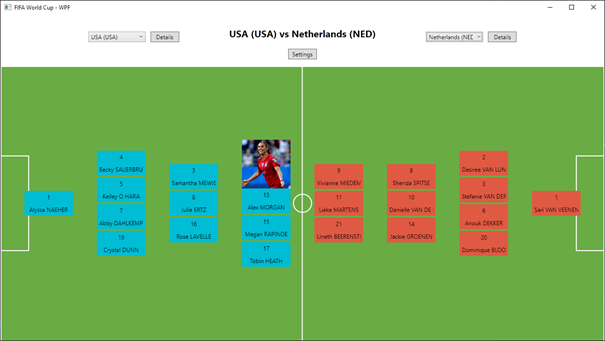 FIFA World Cup - WPF
USA (USA) vs Netherlands (NED)
USA (USA)
Details
Netherlands (NED
Details
Settings
1
Alyssa NAEHER
4
Becky SAUERBRU
5
Kelley O HARA
7
Abby DAHLKEMP
19
Crystal DUNN
3
Samantha MEWIS
8
Julie ERTZ
16
Rose LAVELLE
13
Alex MORGAN
15
Megan RAPINOE
17
Tobin HEATH
9
Vivianne MIEDEM
11
Lieke MARTENS
21
Lineth BEERENSTI
8
Sherida SPITSE
10
Danielle VAN DE
14
Jackie GROENEN
2
Desiree VAN LUN
3
Stefanie VAN DEF
6
Anouk DEKKER
20
Dominique BLOO
1
Sari VAN VEENEN